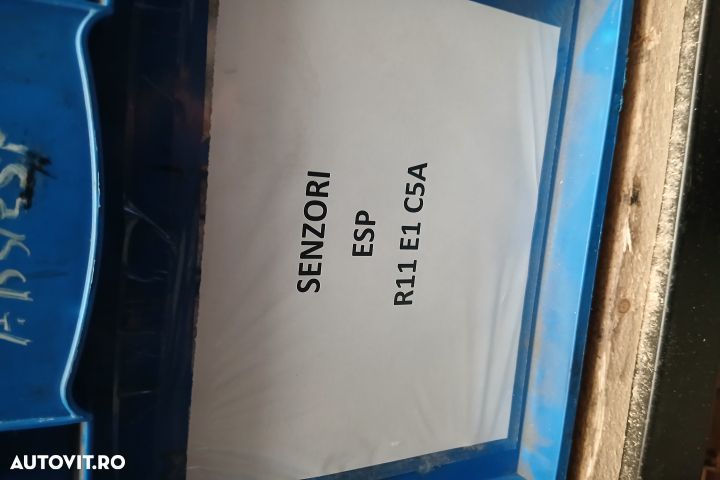 SENZORI
ESP
R11 E1 C5A
AUTOVIT.RO